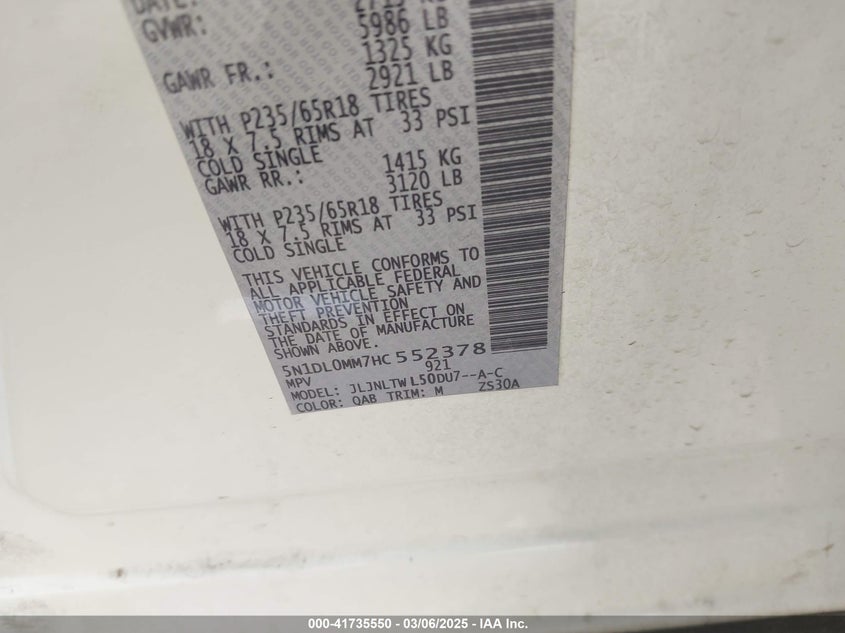 DATE:
GVWR: 5986 LB
1325 KG
GAWR FR.: 2921 LB
WITH P235/65R18 TIRES
18 X 7.5 RIMS AT 33 PSI
COLD SINGLE
1415 KG
GAWR RR.: 3120 LB
WITH P235/65R18 TIRES
18 X 7.5 RIMS AT 33 PSI
COLD SINGLE
THIS VEHICLE CONFORMS TO
ALL APPLICABLE FEDERAL
MOTOR VEHICLE SAFETY AND
THEFT PREVENTION
STANDARDS IN EFFECT ON
THE DATE OF MANUFACTURE
SHOWN ABOVE.
5N1DL0MM7HC552378
MPV 921
MODEL: JLJNLTWL50DU7--A-C
COLOR: QAB TRIM: M ZS30A
000-41735550 - 03/06/2025 - IAA Inc.